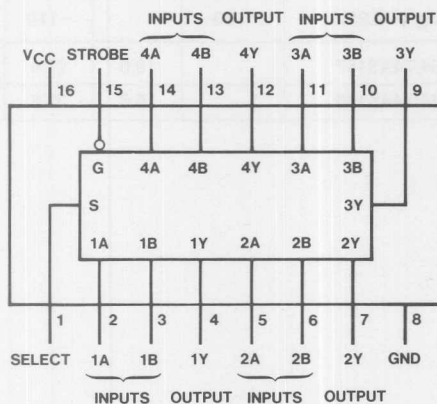 INPUTS OUTPUT INPUTS OUTPUT
VCC STROBE 4A 4B 4Y 3A 3B 3Y
16 15 14 13 12 11 10 9
G 4A 4B 4Y 3A 3B
S 3Y
1A 1B 1Y 2A 2B 2Y
1 2 3 4 5 6 7 8
SELECT 1A 1B 1Y 2A 2B 2Y GND
INPUTS OUTPUT INPUTS OUTPUT